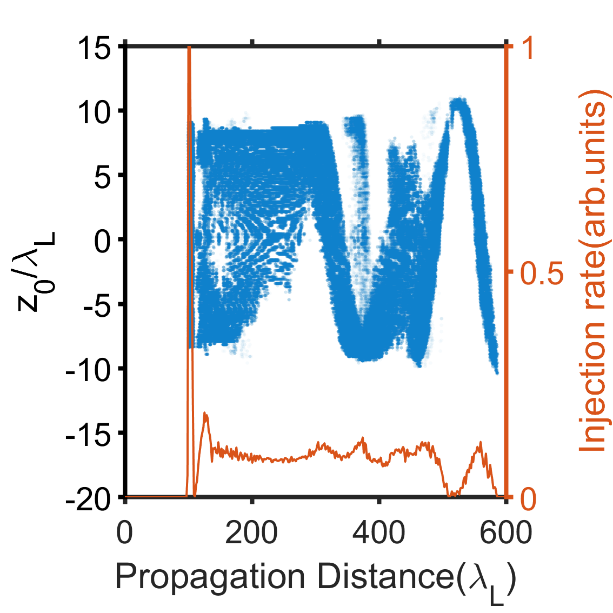 15
10
5
0
-5
-10
-15
-20
z0/λL
1
0.5
0
Injection rate(arb.units)
0 200 400 600
Propagation Distance(λL)